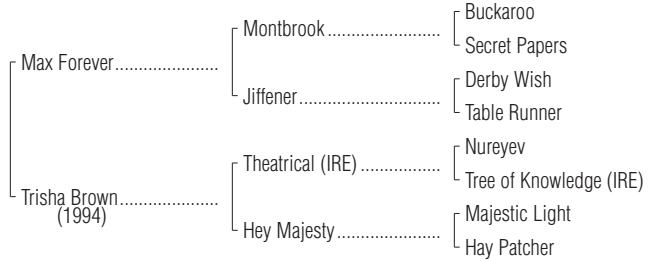 Buckaroo
Montbrook
Secret Papers
Max Forever
Derby Wish
Jiffener
Table Runner
Nureyev
Theatrical (IRE)
Tree of Knowledge (IRE)
Trisha Brown
(1994)
Majestic Light
Hey Majesty
Hay Patcher